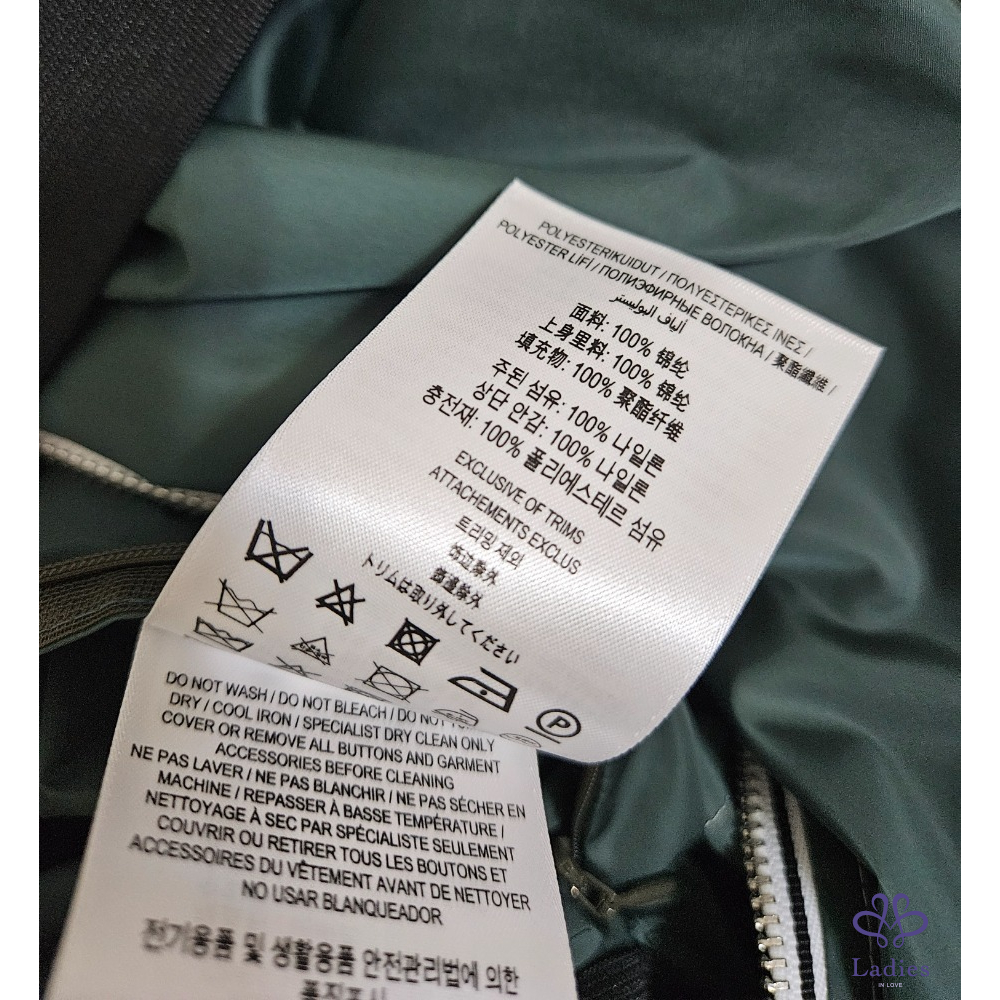 POLYESTERIKUIDUT / ΠΟΛΥΕΣΤΕΡΙΚΕΣ ΙΝΕΣ /
POLYESTER LİFİ / ПОЛИЭФИРНЫЕ ВОЛОКНА / 聚酯纖維 /
ألياف البوليستر
面料: 100% 锦纶
上身里料: 100% 锦纶
填充物: 100% 聚酯纤维
주된 섬유: 100% 나일론
상단 안감: 100% 나일론
충전재: 100% 폴리에스테르 섬유
EXCLUSIVE OF TRIMS
ATTACHEMENTS EXCLUS
트리밍 제외
饰边除外
飾邊除外
トリムは取り外してください
P
DO NOT WASH / DO NOT BLEACH / DO NOT
DRY / COOL IRON / SPECIALIST DRY CLEAN ONLY
COVER OR REMOVE ALL BUTTONS AND GARMENT
ACCESSORIES BEFORE CLEANING
NE PAS LAVER / NE PAS BLANCHIR / NE PAS SÉCHER EN
MACHINE / REPASSER À BASSE TEMPÉRATURE /
NETTOYAGE À SEC PAR SPÉCIALISTE SEULEMENT
COUVRIR OU RETIRER TOUS LES BOUTONS ET
ACCESSOIRES DU VÊTEMENT AVANT DE NETTOYER
NO USAR BLANQUEADOR
전기용품 및 생활용품 안전관리법에 의한
품질표시
Ladies
IN LOVE